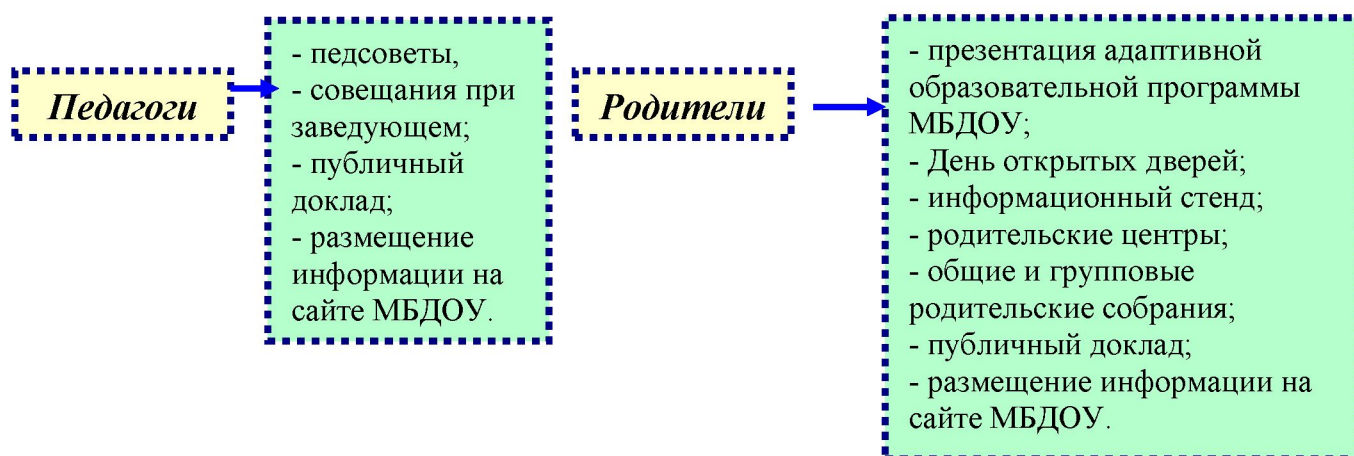 Педагоги
- педсоветы,
- совещания при
заведующем;
- публичный
доклад;
- размещение
информации на
сайте МБДОУ.
Родители
- презентация адаптивной
образовательной программы
МБДОУ;
- День открытых дверей;
- информационный стенд;
- родительские центры;
- общие и групповые
родительские собрания;
- публичный доклад;
- размещение информации на
сайте МБДОУ.